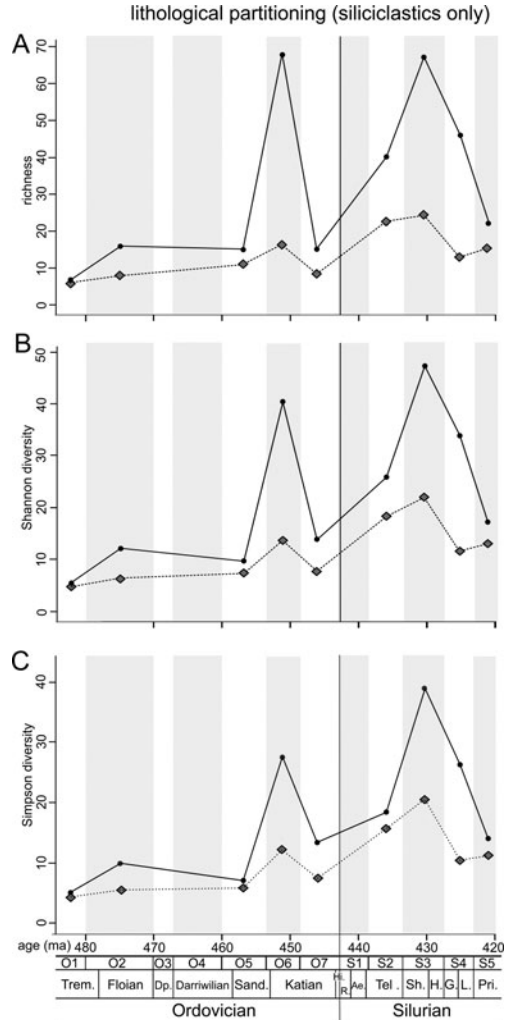 lithological partitioning (siliciclastics only)
A
70
60
50
40
30
20
10
0
richness
B
50
40
30
20
10
0
Shannon diversity
C
40
30
20
10
0
Simpson diversity
age (ma) 480 470 460 450 440 430 420
O1 O2 O3 O4 O5 O6 O7 S1 S2 S3 S4 S5
Trem. Floian Dp. Darriwilian Sand. Katian Hi. R. Ae. Tel . Sh. H. G. L. Pri.
Ordovician Silurian